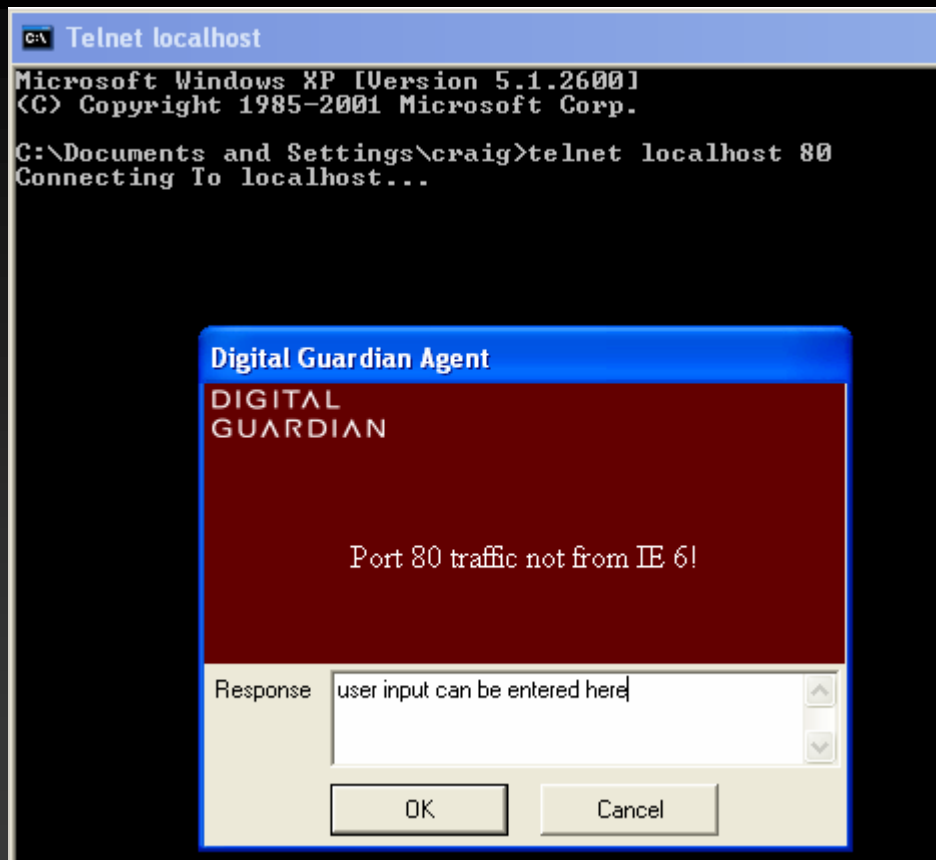 Telnet localhost
Microsoft Windows XP [Version 5.1.2600]
(C) Copyright 1985-2001 Microsoft Corp.
C:\Documents and Settings\craig>telnet localhost 80
Connecting To localhost...
Digital Guardian Agent
DIGITAL
GUARDIAN
Port 80 traffic not from IE 6!
Response
user input can be entered here
OK
Cancel